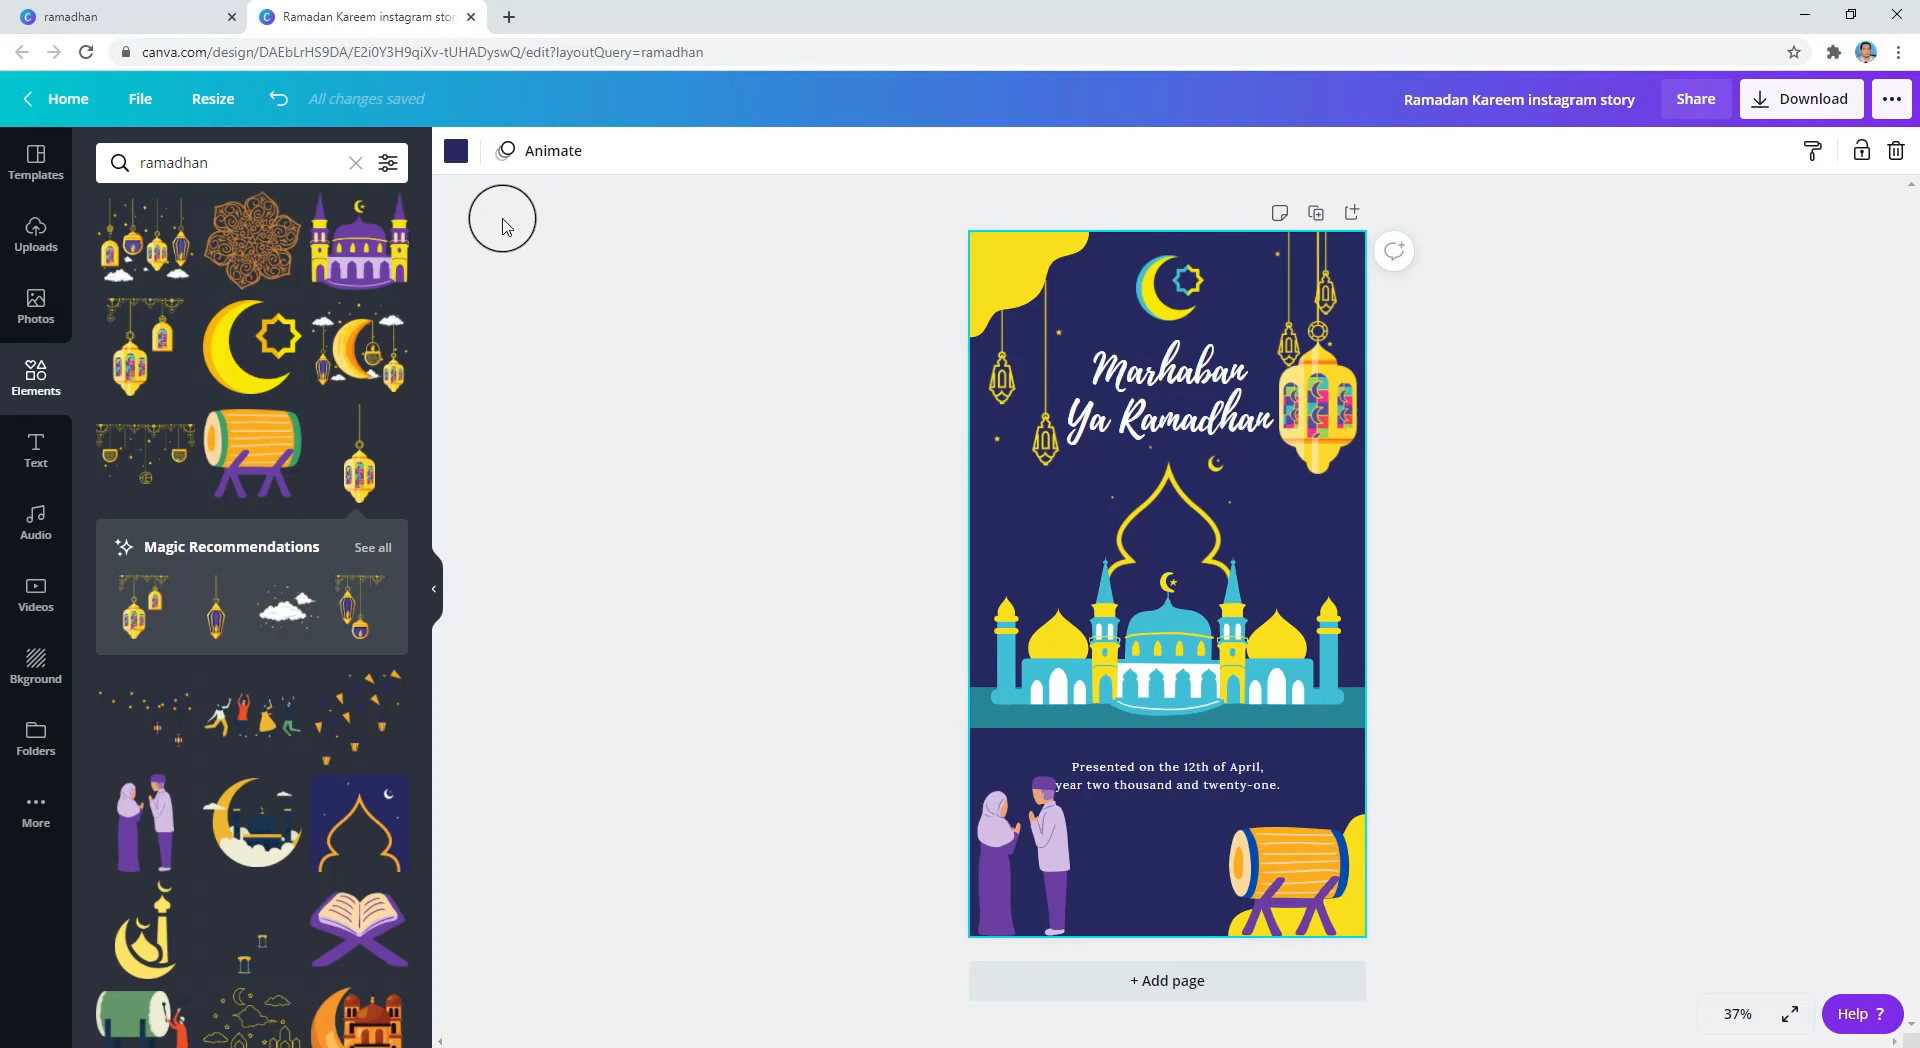 ramadhan
Ramadan Kareem instagram stor
canva.com/design/DAEbLrHS9DA/E2i0Y3H9qiXv-tUHADyswQ/edit?layoutQuery=ramadhan
Home
File
Resize
All changes saved
Ramadan Kareem instagram story
Share
Download
Templates
Uploads
Photos
Elements
Text
Audio
Videos
Bkground
Folders
More
ramadhan
Magic Recommendations
See all
Animate
Marhaban
Ya Ramadhan
Presented on the 12th of April,
year two thousand and twenty-one.
+ Add page
37%
Help ?